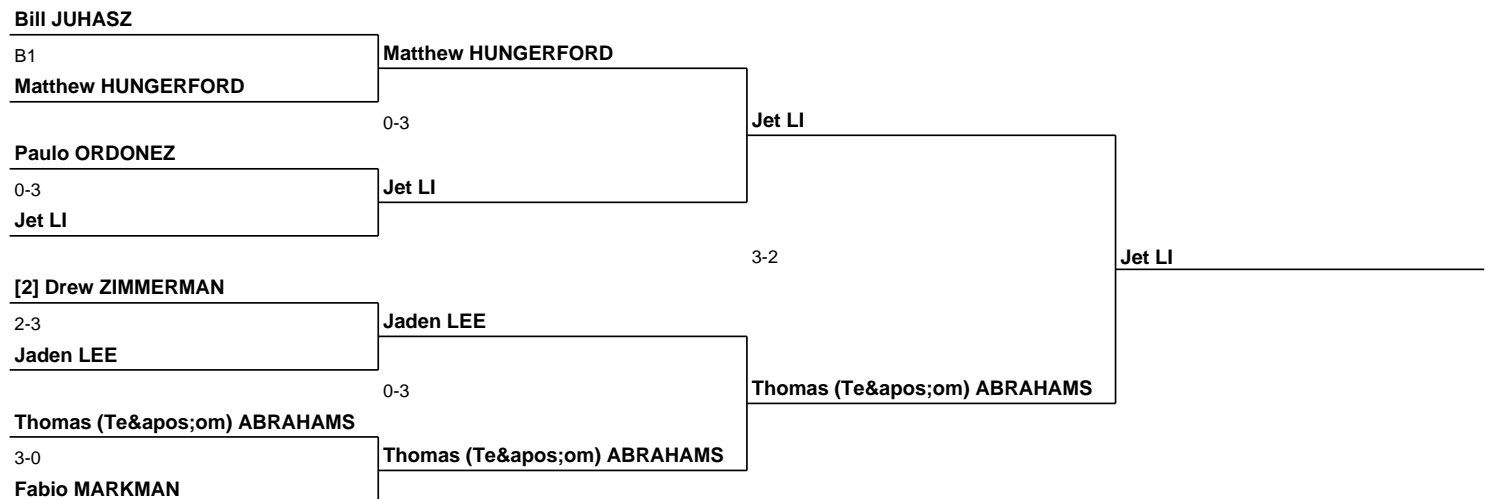 Bill JUHASZ
B1
Matthew HUNGERFORD
Matthew HUNGERFORD
0-3
Jet LI
Paulo ORDONEZ
0-3
Jet LI
Jet LI
3-2
Jet LI
[2] Drew ZIMMERMAN
2-3
Jaden LEE
Jaden LEE
0-3
Thomas (Te&apos;om) ABRAHAMS
Thomas (Te&apos;om) ABRAHAMS
3-0
Fabio MARKMAN
Thomas (Te&apos;om) ABRAHAMS